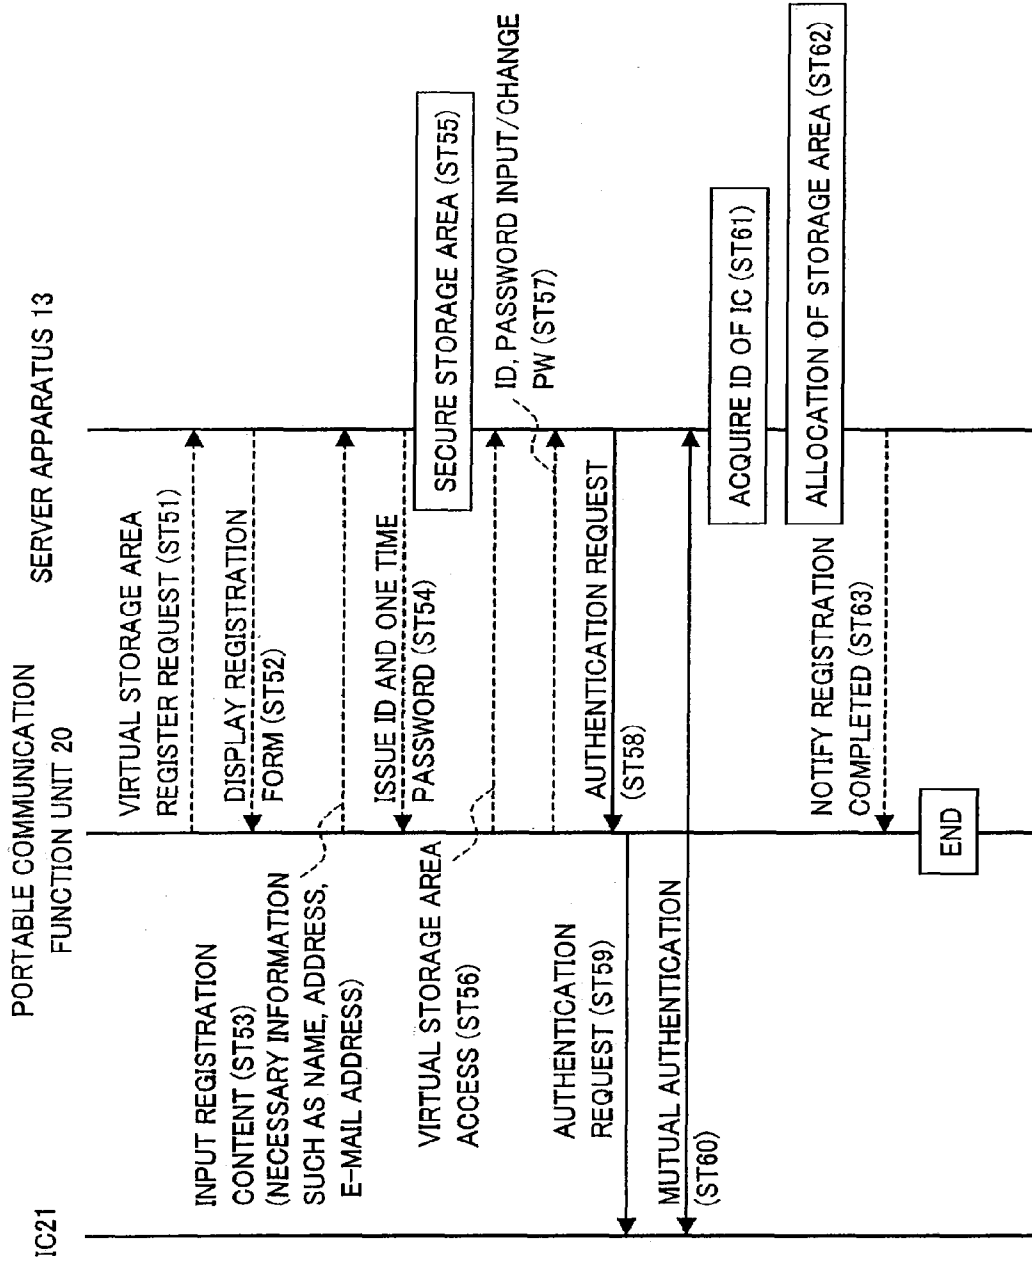 IC21
PORTABLE COMMUNICATION
FUNCTION UNIT 20
SERVER APPARATUS 13
VIRTUAL STORAGE AREA
REGISTER REQUEST (ST51)
DISPLAY REGISTRATION
FORM (ST52)
INPUT REGISTRATION
CONTENT (ST53)
(NECESSARY INFORMATION
SUCH AS NAME, ADDRESS,
E-MAIL ADDRESS)
ISSUE ID AND ONE TIME
PASSWORD (ST54)
SECURE STORAGE AREA (ST55)
VIRTUAL STORAGE AREA
ACCESS (ST56)
ID, PASSWORD INPUT/CHANGE
PW (ST57)
AUTHENTICATION REQUEST
(ST58)
AUTHENTICATION
REQUEST (ST59)
MUTUAL AUTHENTICATION
(ST60)
ACQUIRE ID OF IC (ST61)
ALLOCATION OF STORAGE AREA (ST62)
NOTIFY REGISTRATION
COMPLETED (ST63)
END